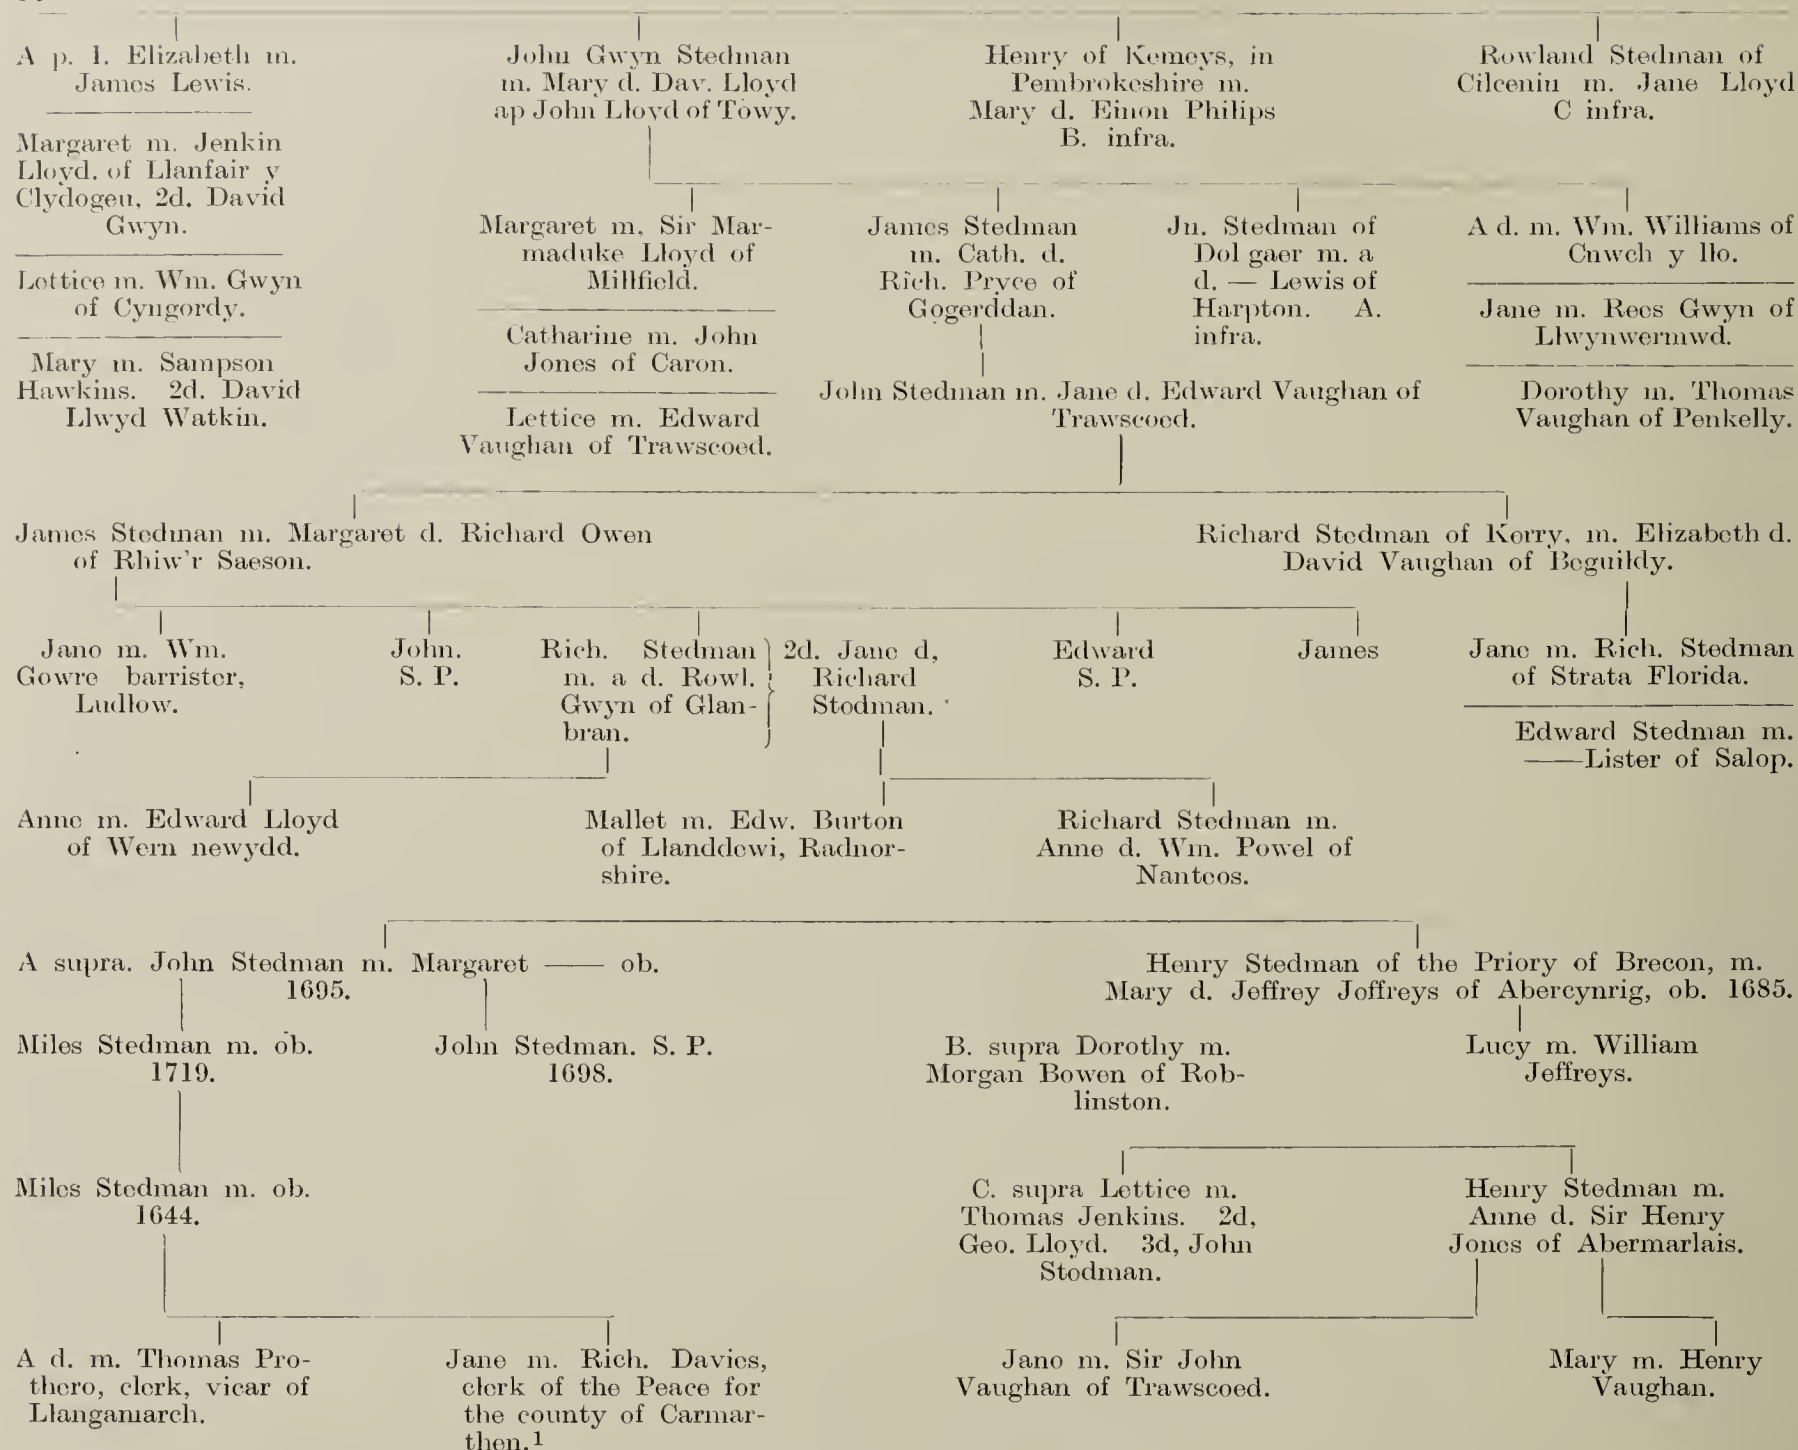 A p. l. Elizabeth m.
James Lewis.
Margaret m. Jenkin
Lloyd. of Llanfair y
Clydogeu, 2d. David
Gwyn.
Lettice m. Wm. Gwyn
of Cyngordy.
Mary m. Sampson
Hawkins. 2d. David
Llwyd Watkin.
John Gwyn Stedman
m. Mary d. Dav. Lloyd
ap John Lloyd of Towy.
Henry of Kemeys, in
Pembrokeshire m.
Mary d. Einon Philips
B. infra.
Rowland Stedman of
Cilceniu m. Jane Lloyd
C infra.
Margaret m. Sir Mar-
maduke Lloyd of
Millfield.
Catharine m. John
Jones of Caron.
Lettice m. Edward
Vaughan of Trawscoed.
James Stedman
m. Cath. d.
Rich. Pryce of
Gogerddan.
Jn. Stedman of
Dol gaer m. a
d. — Lewis of
Harpton. A.
infra.
A d. m. Wm. Williams of
Cnwch y llo.
Jane m. Rees Gwyn of
Llwynwermwd.
Dorothy m. Thomas
Vaughan of Penkelly.
John Stedman m. Jane d. Edward Vaughan of
Trawscoed.
James Stedman m. Margaret d. Richard Owen
of Rhiw'r Saeson.
Richard Stedman of Korry, m. Elizabeth d.
David Vaughan of Beguildy.
Jane m. Wm.
Gowre barrister,
Ludlow.
John.
S. P.
Rich. Stedman
m. a d. Rowl.
Gwyn of Glan-
bran.
2d. Jane d,
Richard
Stodman.
Edward
S. P.
James
Jane m. Rich. Stedman
of Strata Florida.
Edward Stedman m.
——Lister of Salop.
Anne m. Edward Lloyd
of Wern newydd.
Mallet m. Edw. Burton
of Llanddewi, Radnor-
shire.
Richard Stedman m.
Anne d. Wm. Powel of
Nanteos.
A supra. John Stedman m. Margaret —— ob.
1695.
Henry Stedman of the Priory of Brecon, m.
Mary d. Jeffrey Joffreys of Abercynrig, ob. 1685.
Miles Stedman m. ob.
1719.
John Stedman. S. P.
1698.
B. supra Dorothy m.
Morgan Bowen of Rob-
linston.
Lucy m. William
Jeffreys.
Miles Stedman m. ob.
1644.
C. supra Lettice m.
Thomas Jenkins. 2d,
Geo. Lloyd. 3d, John
Stodman.
Henry Stedman m.
Anne d. Sir Henry
Jones of Abermarlais.
A d. m. Thomas Pro-
thero, clerk, vicar of
Llangamarch.
Jane m. Rich. Davies,
clerk of the Peace for
the county of Carmar-
then.1
Jane m. Sir John
Vaughan of Trawscoed.
Mary m. Henry
Vaughan.